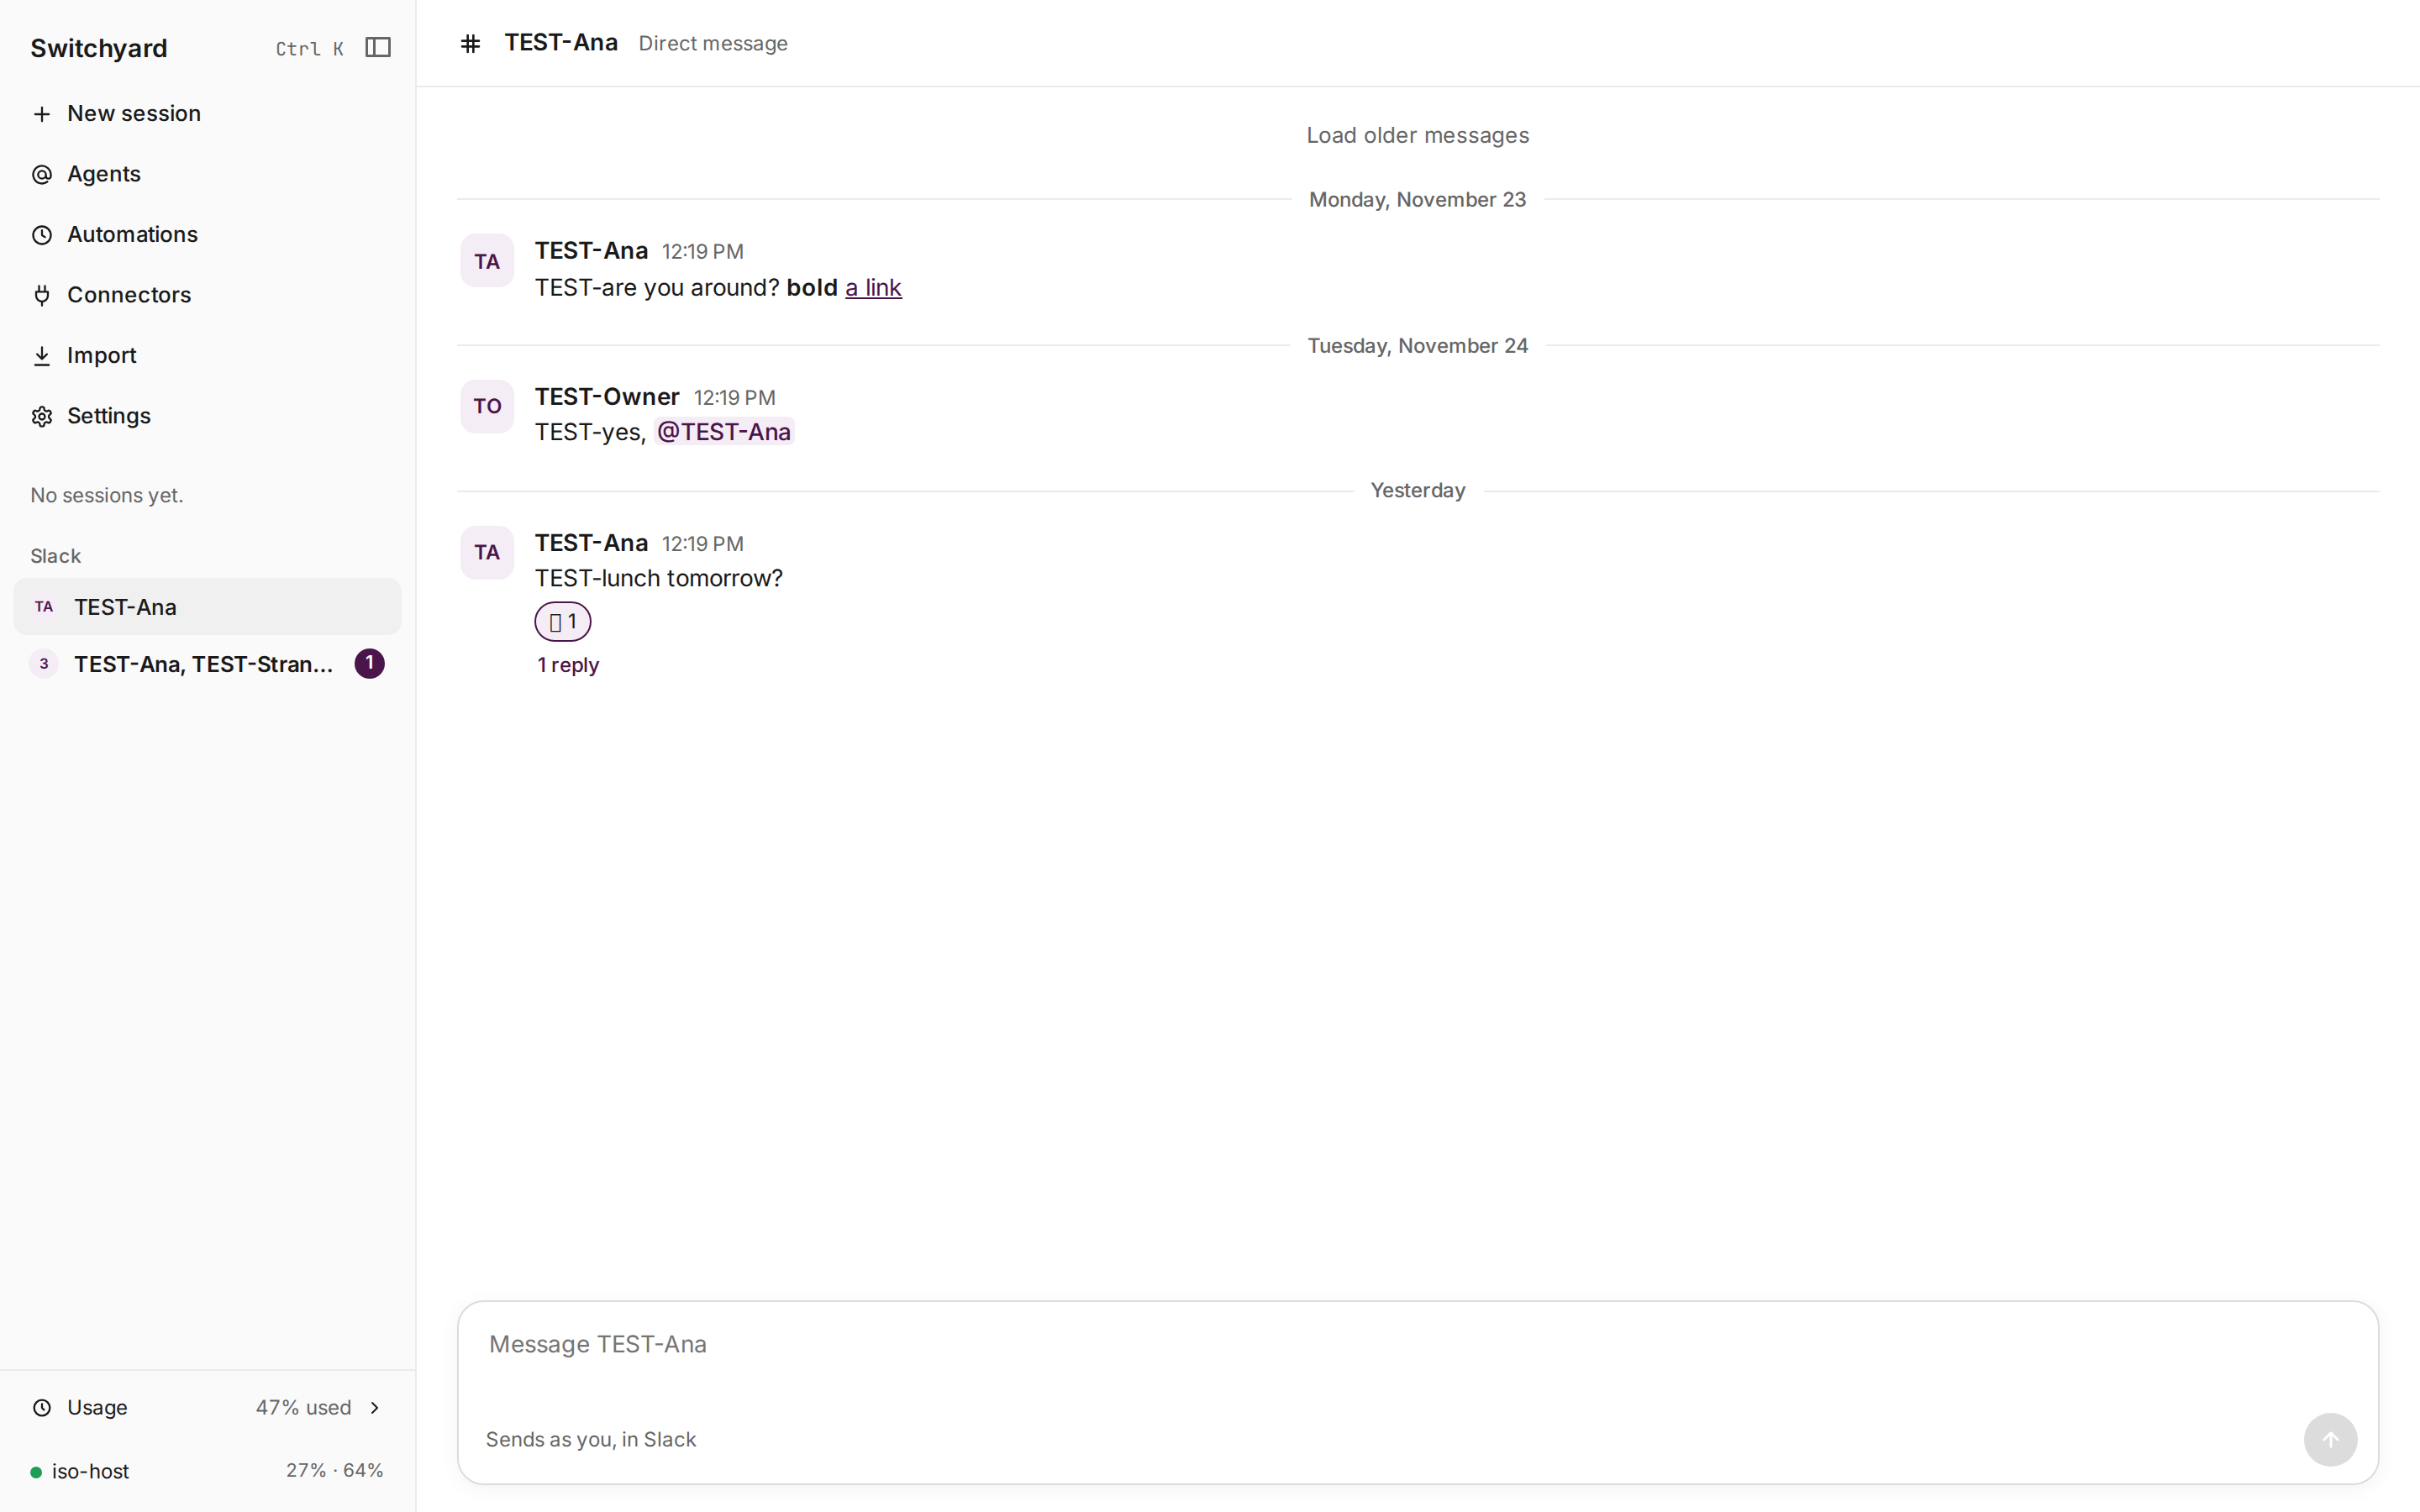 Switchyard Ctrl K
New session
Agents
Automations
Connectors
Import
Settings
No sessions yet.
Slack
TA TEST-Ana
3 TEST-Ana, TEST-Stran... 1
Usage 47% used
iso-host 27% · 64%
# TEST-Ana Direct message
Load older messages
Monday, November 23
TA TEST-Ana 12:19 PM
TEST-are you around? bold a link
Tuesday, November 24
TO TEST-Owner 12:19 PM
TEST-yes, @TEST-Ana
Yesterday
TA TEST-Ana 12:19 PM
TEST-lunch tomorrow?
1
1 reply
Message TEST-Ana
Sends as you, in Slack